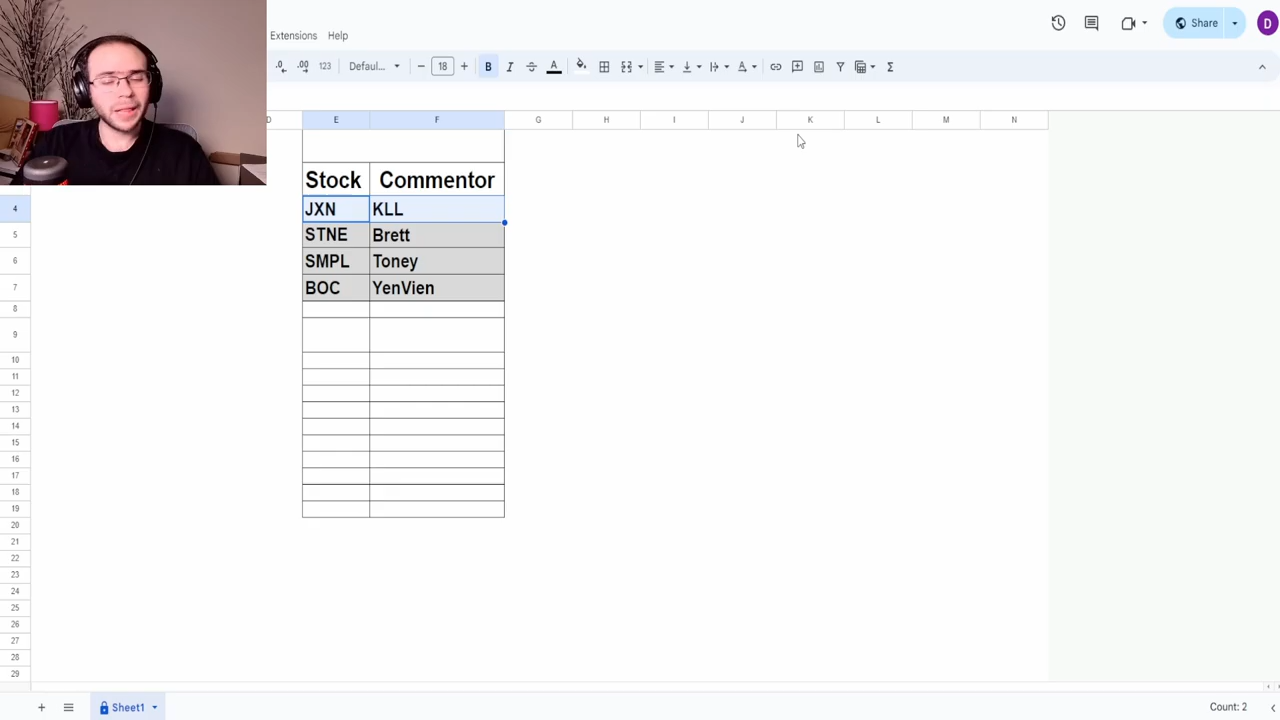 Share
D
Extensions Help
.0 .00 123 Defaul... 18 B I A
D E F G H I J K L M N
Stock Commentor
4 JXN KLL
5 STNE Brett
6 SMPL Toney
7 BOC YenVien
8
9
10
11
12
13
14
15
16
17
18
19
20
21
22
23
24
25
26
27
28
29
Sheet1 Count: 2